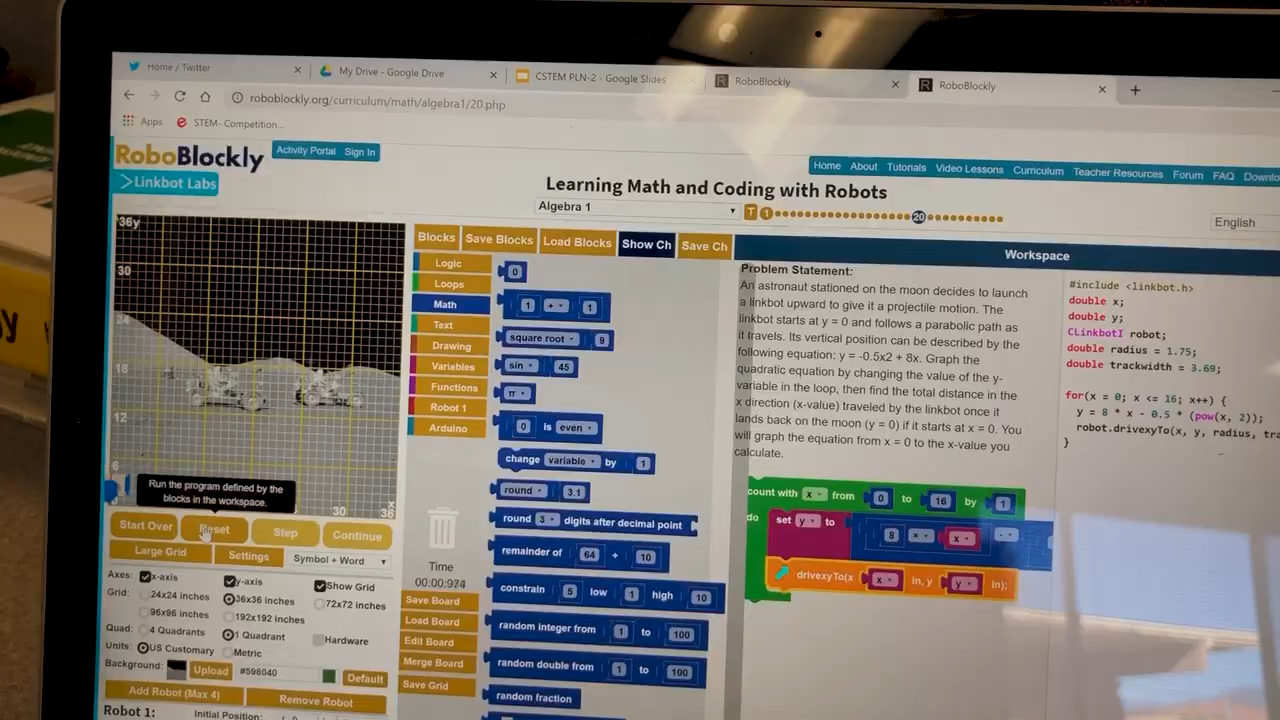 Home / Twitter
My Drive - Google Drive
CSTEM PLN-2 - Google Slides
RoboBlockly
RoboBlockly
roboblockly.org/curriculum/math/algebra1/20.php
Apps
STEM- Competition...
RoboBlockly
Activity Portal Sign In
Home About Tutorials Video Lessons Curriculum Teacher Resources Forum FAQ Downlo
>Linkbot Labs
Learning Math and Coding with Robots
Algebra 1
T 1 20
English
36y
30
24
18
12
6
30
36
x
Run the program defined by the
blocks in the workspace.
Start Over Reset Step Continue
Large Grid Settings Symbol + Word
Axes: x-axis y-axis Show Grid
Grid: 24x24 inches 36x36 inches 72x72 inches
96x96 inches 192x192 inches
Quad: 4 Quadrants 1 Quadrant Hardware
Units: US Customary Metric
Background: Upload #598040 Default
Add Robot (Max 4) Remove Robot
Robot 1: Initial Position:
Blocks Save Blocks Load Blocks Show Ch Save Ch
Logic
Loops
Math
Text
Drawing
Variables
Functions
Robot 1
Arduino
Time
Save Board
Load Board
Edit Board
Merge Board
Save Grid
0
1 + 1
square root 9
sin 45
π
0 is even
change variable by 1
round 3.1
round 3 digits after decimal point
remainder of 64 ÷ 10
constrain 5 low 1 high 10
random integer from 1 to 100
random double from 1 to 100
random fraction
Workspace
Problem Statement:
An astronaut stationed on the moon decides to launch
a linkbot upward to give it a projectile motion. The
linkbot starts at y = 0 and follows a parabolic path as
it travels. Its vertical position can be described by the
following equation: y = -0.5x2 + 8x. Graph the
quadratic equation by changing the value of the y-
variable in the loop, then find the total distance in the
x direction (x-value) traveled by the linkbot once it
lands back on the moon (y = 0) if it starts at x = 0. You
will graph the equation from x = 0 to the x-value you
calculate.
count with x from 0 to 16 by 1
do set y to 8 × x -
drivexyTo(x x in, y y in);
#include <linkbot.h>
double x;
double y;
CLinkbotI robot;
double radius = 1.75;
double trackwidth = 3.69;
for(x = 0; x <= 16; x++) {
y = 8 * x - 0.5 * (pow(x, 2));
robot.drivexyTo(x, y, radius, tra
}